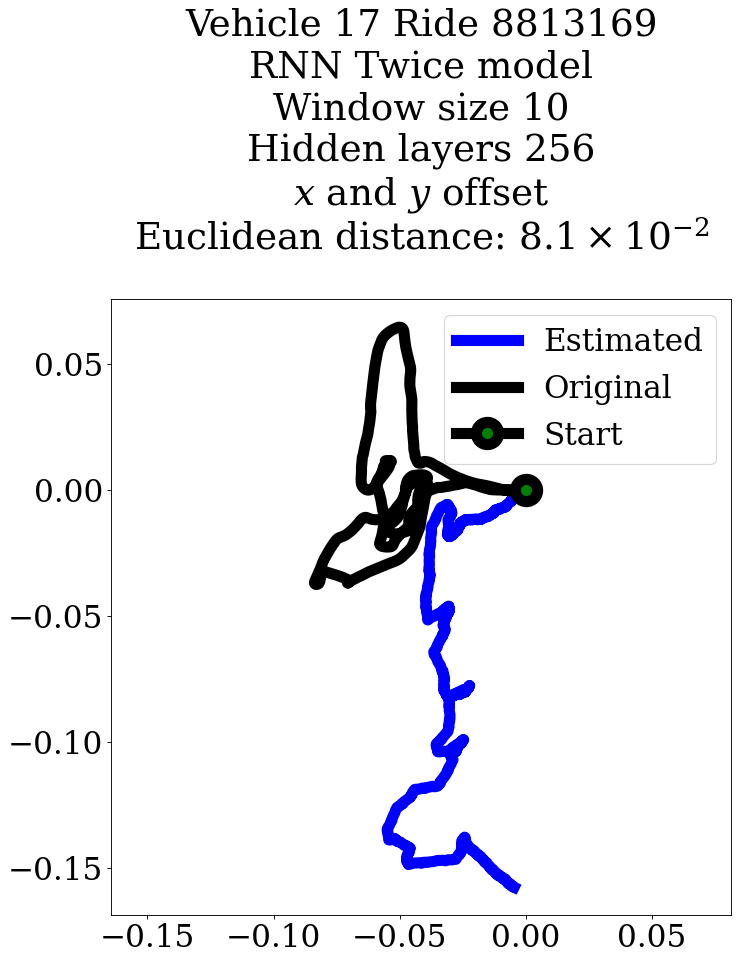 Vehicle 17 Ride 8813169
RNN Twice model
Window size 10
Hidden layers 256
x and y offset
Euclidean distance: 8.1 × 10⁻²
Estimated
Original
Start
0.05
0.00
−0.05
−0.10
−0.15
−0.15 −0.10 −0.05 0.00 0.05